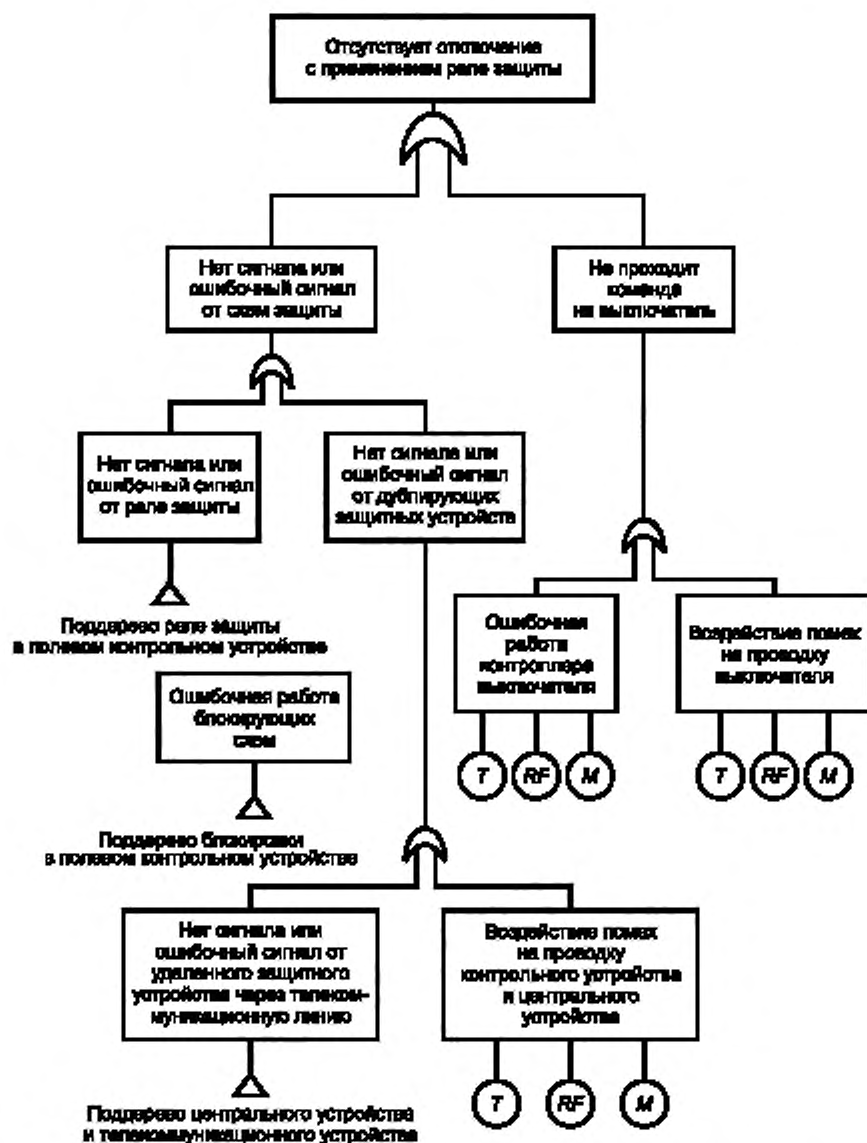 Отсутствует отключение
с применением реле защиты
Нет сигнала или
ошибочный сигнал
от схем защиты
Не проходит
команда
на выключатель
Нет сигнала или
ошибочный сигнал
от реле защиты
Нет сигнала или
ошибочный сигнал
от дублирующих
защитных устройств
Поддерево реле защиты
в полевом контрольном устройстве
Ошибочная работа
блокирующих
схем
Поддерево блокировки
в полевом контрольном устройстве
Ошибочная
работа
контроллера
выключателя
Воздействие помех
на проводку
выключателя
T RF M
T RF M
Нет сигнала или
ошибочный сигнал от
удаленного защитного
устройства через телеком-
муникационную линию
Воздействие помех
на проводку
контрольного устройства
и центрального
устройства
T RF M
Поддерево центрального устройства
и телекоммуникационного устройства